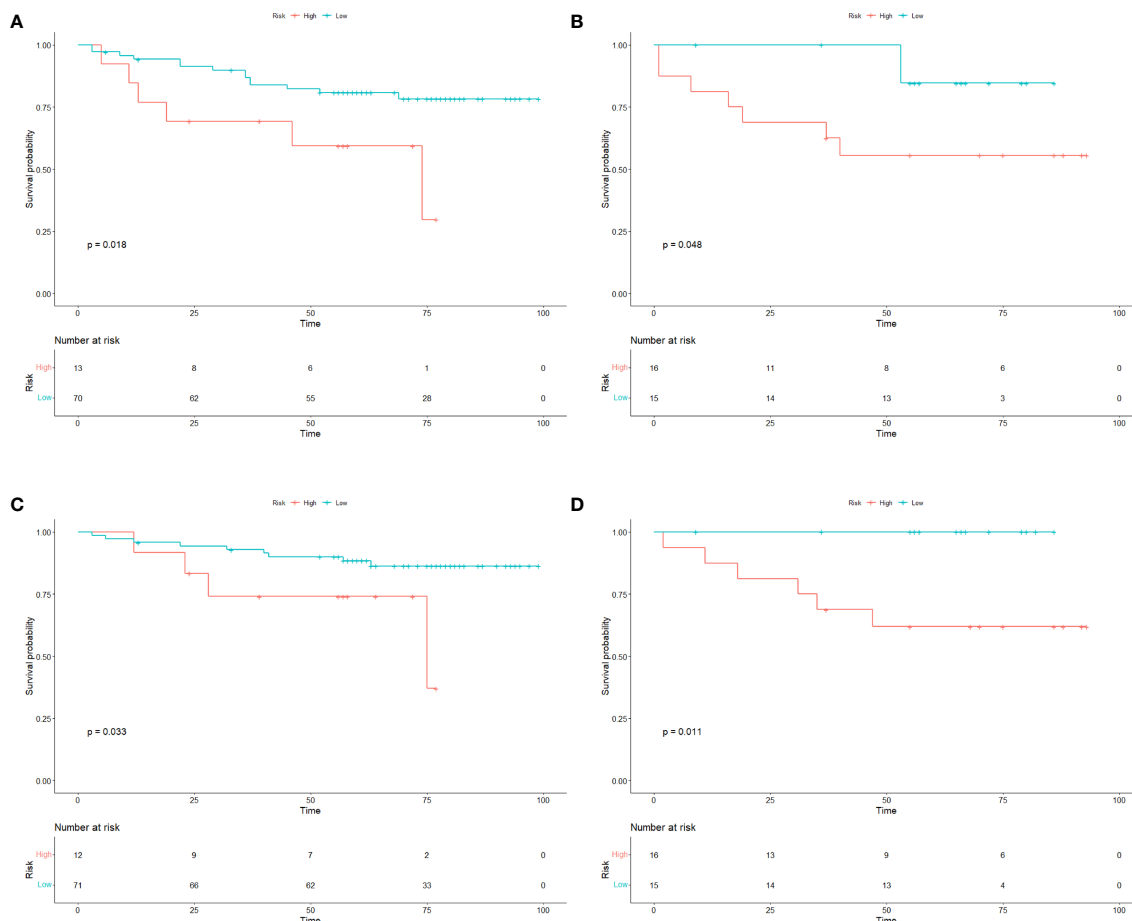 A
Risk High Low
1.00
0.75
0.50
0.25
0.00
Survival probability
p = 0.018
0 25 50 75 100
Time
Number at risk
Risk
High 13 8 6 1 0
Low 70 62 55 28 0
0 25 50 75 100
Time
B
Risk High Low
1.00
0.75
0.50
0.25
0.00
Survival probability
p = 0.048
0 25 50 75 100
Time
Number at risk
Risk
High 16 11 8 6 0
Low 15 14 13 3 0
0 25 50 75 100
Time
C
Risk High Low
1.00
0.75
0.50
0.25
0.00
Survival probability
p = 0.033
0 25 50 75 100
Time
Number at risk
Risk
High 12 9 7 2 0
Low 71 66 62 33 0
0 25 50 75 100
Time
D
Risk High Low
1.00
0.75
0.50
0.25
0.00
Survival probability
p = 0.011
0 25 50 75 100
Time
Number at risk
Risk
High 16 13 9 6 0
Low 15 14 13 4 0
0 25 50 75 100
Time